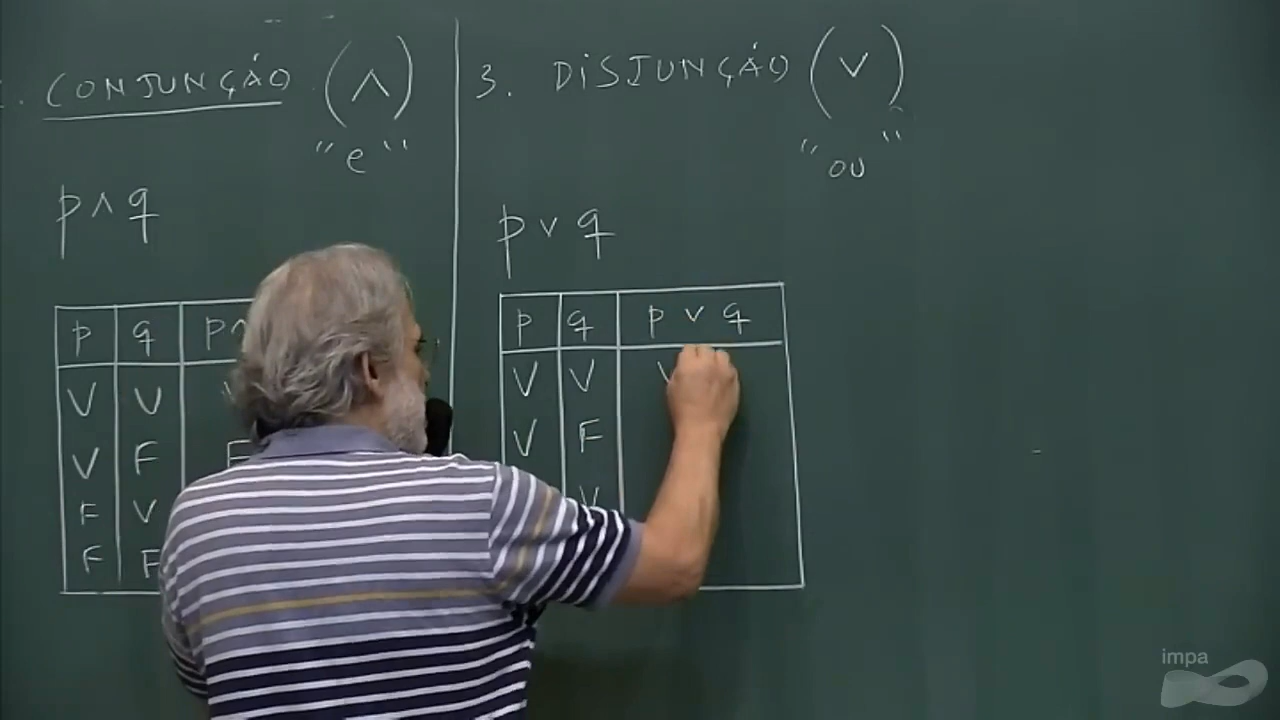 . CONJUNÇÃO (∧)
"e"
p ∧ q
p q p ∧
V V
V F F
F V
F F
3. DISJUNÇÃO (∨)
"ou"
p ∨ q
p q p ∨ q
V V V
V F
V
impa